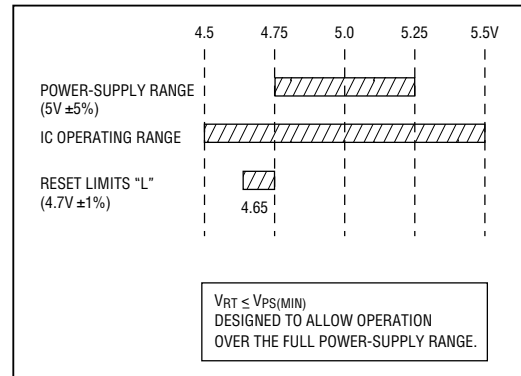 4.5 4.75 5.0 5.25 5.5V
POWER-SUPPLY RANGE
(5V ±5%)
IC OPERATING RANGE
RESET LIMITS "L"
(4.7V ±1%)
4.65
VRT ≤ VPS(MIN)
DESIGNED TO ALLOW OPERATION
OVER THE FULL POWER-SUPPLY RANGE.